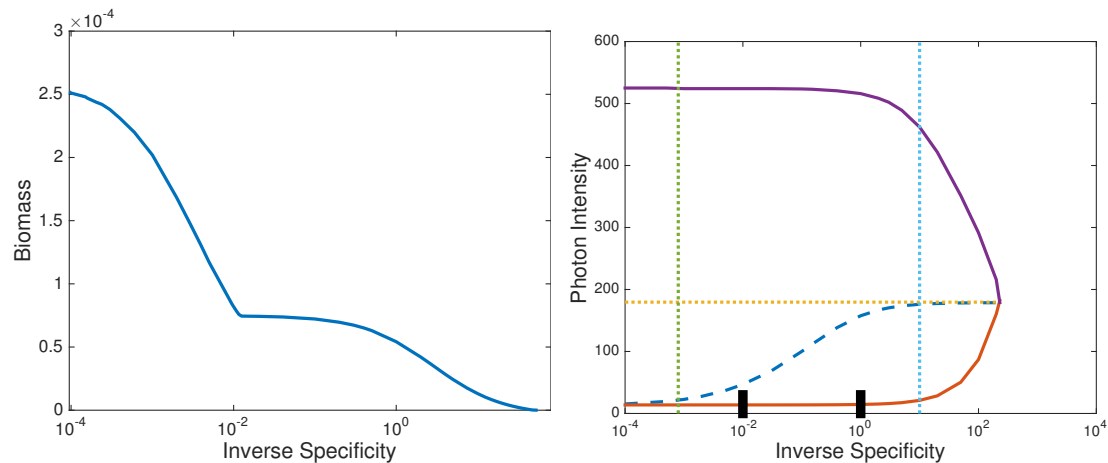 ×10⁻⁴
3
2.5
2
1.5
1
0.5
0
Biomass
10⁻⁴ 10⁻² 10⁰
Inverse Specificity
600
500
400
300
200
100
0
Photon Intensity
10⁻⁴ 10⁻² 10⁰ 10² 10⁴
Inverse Specificity